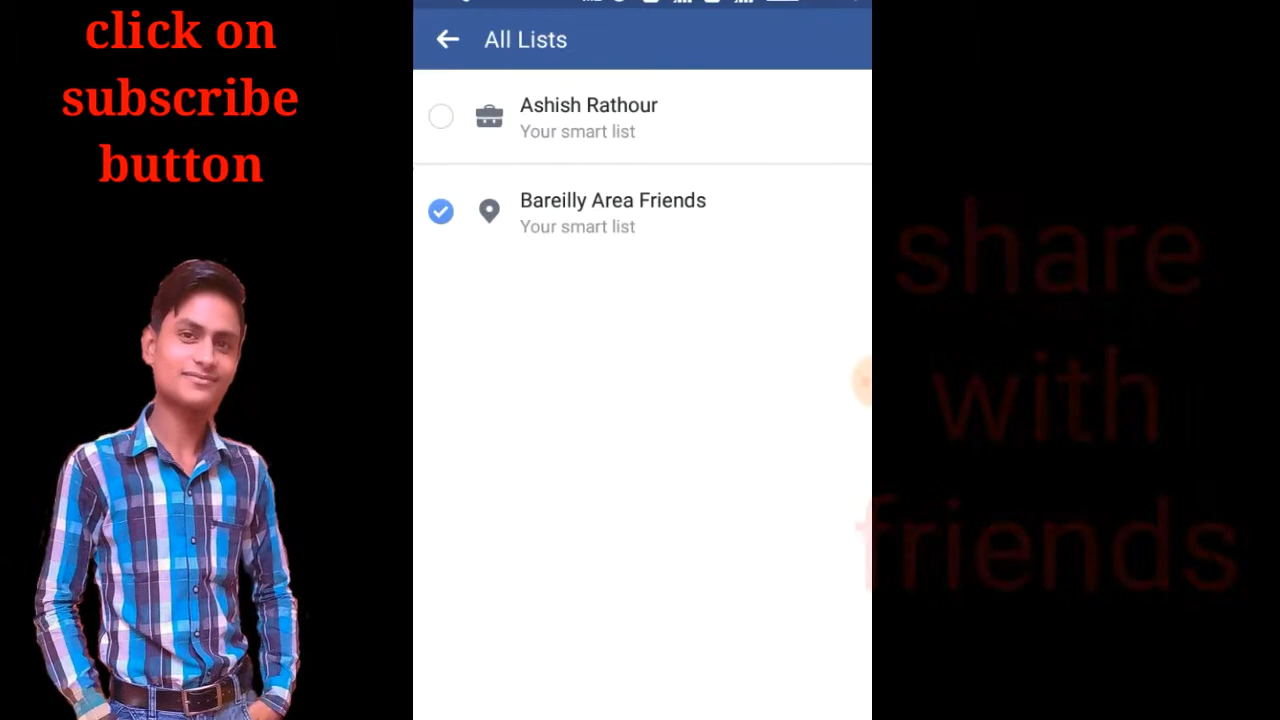 click on
subscribe
button
All Lists
Ashish Rathour
Your smart list
Bareilly Area Friends
Your smart list
share
with
friends